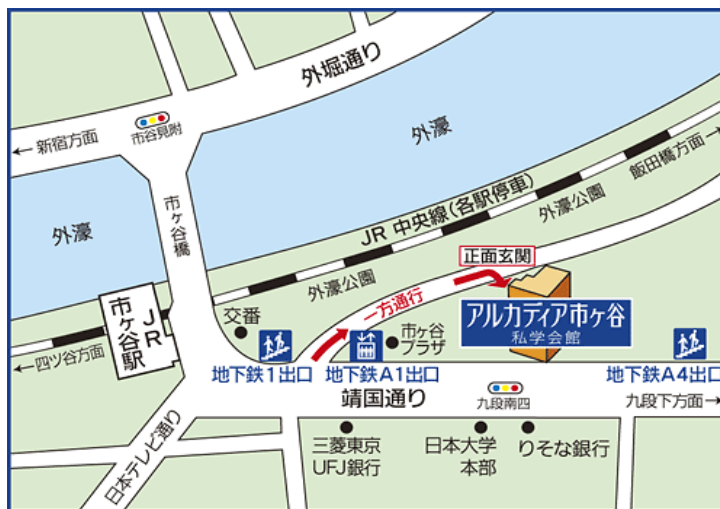 外堀通り
←新宿方面
市谷見附
外濠
飯田橋方面→
外濠
市ヶ谷橋
JR 中央線(各駅停車)
外濠公園
正面玄関
外濠公園
一方通行
JR
市ヶ谷駅
交番
市ヶ谷
プラザ
アルカディア市ヶ谷
私学会館
←四ツ谷方面
地下鉄1出口
地下鉄A1出口
地下鉄A4出口
靖国通り
九段南四
九段下方面→
日本テレビ通り
三菱東京
UFJ銀行
日本大学
本部
りそな銀行